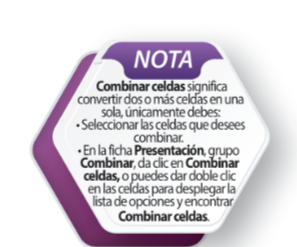 NOTA
Combinar celdas significa
convertir dos o más celdas en una
sola, únicamente debes:
• Seleccionar las celdas que desees
combinar.
• En la ficha Presentación, grupo
Combinar, da clic en Combinar
celdas, o puedes dar doble clic
en las celdas para desplegar la
lista de opciones y encontrar
Combinar celdas.